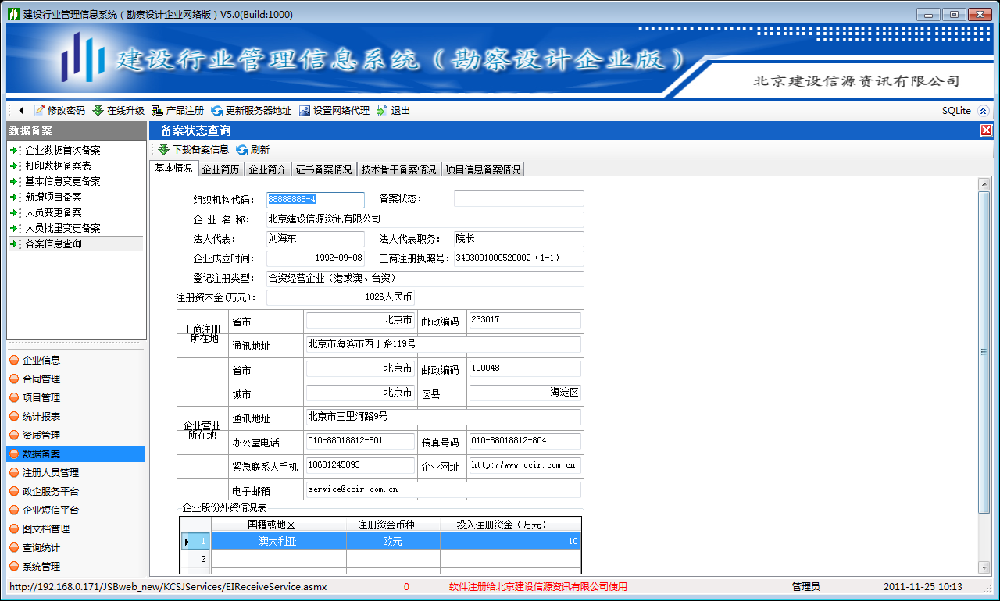 建设行业管理信息系统（勘察设计企业网络版）V5.0(Build:1000)
建设行业管理信息系统（勘察设计企业版）
北京建设信源资讯有限公司
修改密码 在线升级 产品注册 更新服务器地址 设置网络代理 退出 SQLite
数据备案
企业数据首次备案
打印数据备案表
基本信息变更备案
新增项目备案
人员变更备案
人员批量变更备案
备案信息查询
企业信息
合同管理
项目管理
统计报表
资质管理
数据备案
注册人员管理
政企服务平台
企业短信平台
图文档管理
查询统计
系统管理
备案状态查询
下载备案信息 刷新
基本情况 企业简历 企业简介 证书备案情况 技术骨干备案情况 项目信息备案情况
组织机构代码： 88888888-4 备案状态：
企 业 名 称： 北京建设信源资讯有限公司
法人代表： 刘海东 法人代表职务： 院长
企业成立时间： 1992-09-08 工商注册执照号： 3403001000520009（1-1）
登记注册类型： 合资经营企业（港或澳、台资）
注册资本金(万元)： 1026人民币
工商注册所在地 省市 北京市 邮政编码 233017
通讯地址 北京市海滨市西丁路119号
省市 北京市 邮政编码 100048
城市 北京市 区县 海淀区
企业营业所在地 通讯地址 北京市三里河路9号
办公室电话 010-88018812-801 传真号码 010-88018812-804
紧急联系人手机 18601245893 企业网址 http://www.ccir.com.cn
电子邮箱 service@ccir.com.cn
企业股份外资情况表
国籍或地区 注册资金币种 投入注册资金（万元）
1 澳大利亚 欧元 10
2
http://192.168.0.171/JSBweb_new/KCSJServices/EIReceiveService.asmx 0 软件注册给北京建设信源资讯有限公司使用 管理员 2011-11-25 10:13